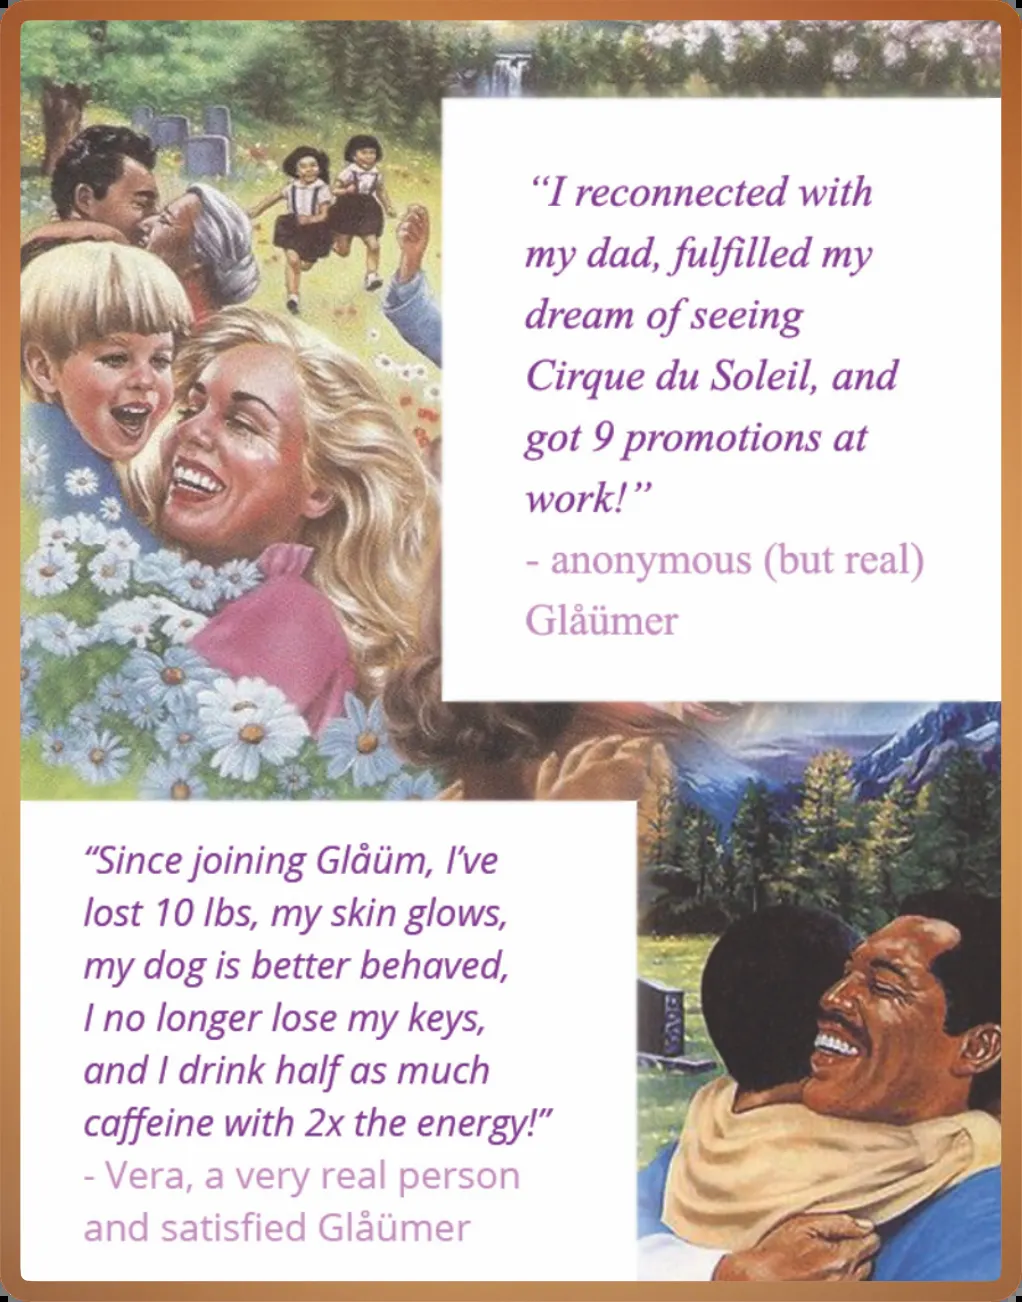 “I reconnected with
my dad, fulfilled my
dream of seeing
Cirque du Soleil, and
got 9 promotions at
work!”
- anonymous (but real)
Glåümer
“Since joining Glåüm, I’ve
lost 10 lbs, my skin glows,
my dog is better behaved,
I no longer lose my keys,
and I drink half as much
caffeine with 2x the energy!”
- Vera, a very real person
and satisfied Glåümer